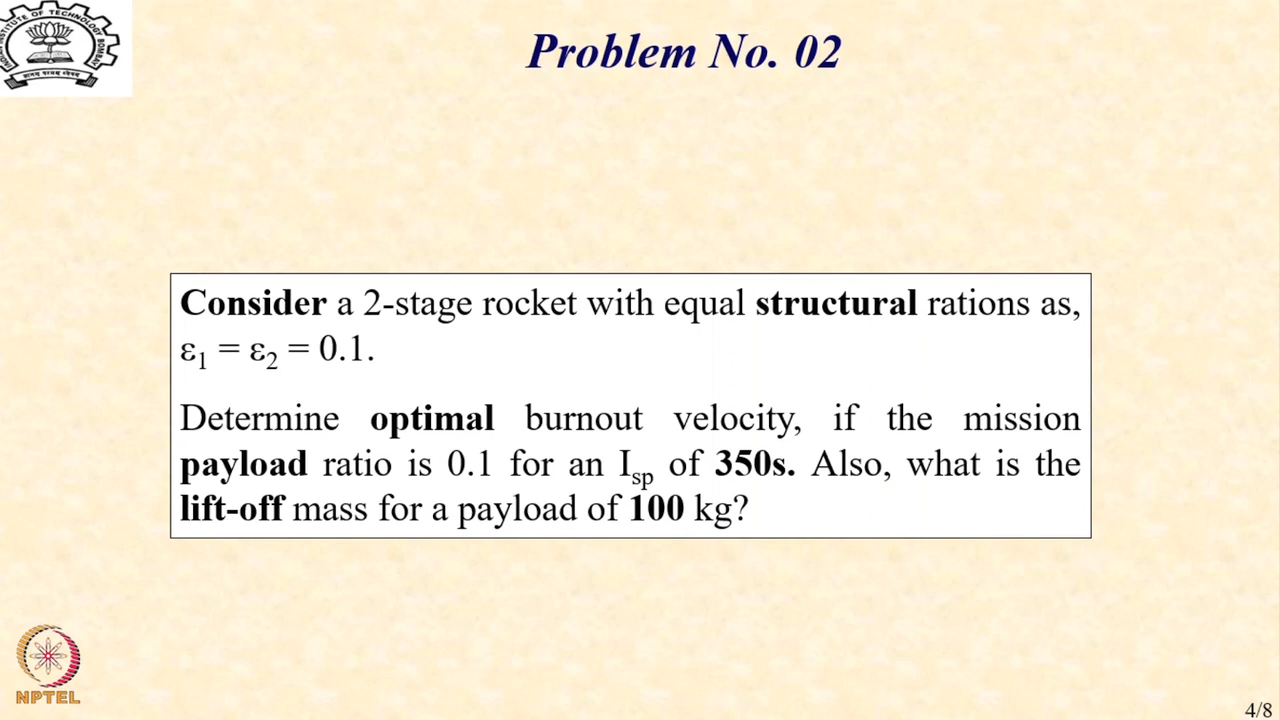 Problem No. 02
Consider a 2-stage rocket with equal structural rations as,
ε1 = ε2 = 0.1.
Determine optimal burnout velocity, if the mission
payload ratio is 0.1 for an Isp of 350s. Also, what is the
lift-off mass for a payload of 100 kg?
NPTEL
4/8